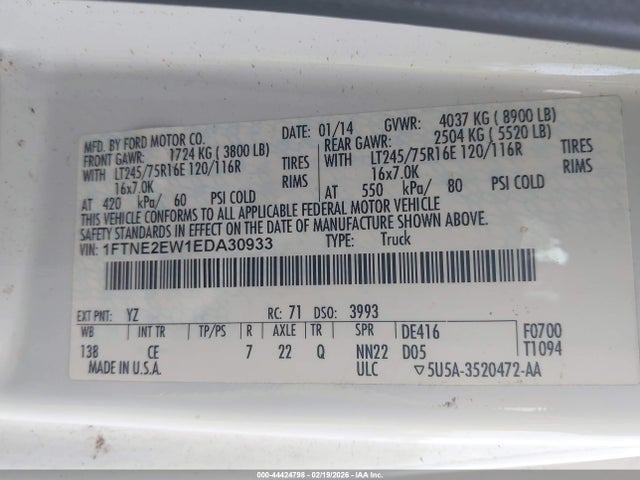 MFD. BY FORD MOTOR CO.
DATE: 01/14 GVWR: 4037 KG ( 8900 LB)
FRONT GAWR: 1724 KG ( 3800 LB) REAR GAWR: 2504 KG ( 5520 LB)
WITH LT245/75R16E 120/116R TIRES WITH LT245/75R16E 120/116R TIRES
16x7.0K RIMS 16x7.0K RIMS
AT 420 kPa/ 60 PSI COLD AT 550 kPa/ 80 PSI COLD
THIS VEHICLE CONFORMS TO ALL APPLICABLE FEDERAL MOTOR VEHICLE
SAFETY STANDARDS IN EFFECT ON THE DATE OF MANUFACTURE SHOWN ABOVE.
VIN: 1FTNE2EW1EDA30933 TYPE: Truck
EXT PNT: YZ RC: 71 DSO: 3993
WB INT TR TP/PS R AXLE TR SPR DE416 F0700
138 CE 7 22 Q NN22 D05 T1094
MADE IN U.S.A. ULC ▽5U5A-3520472-AA
000-44424798 - 02/19/2026 - IAA Inc.